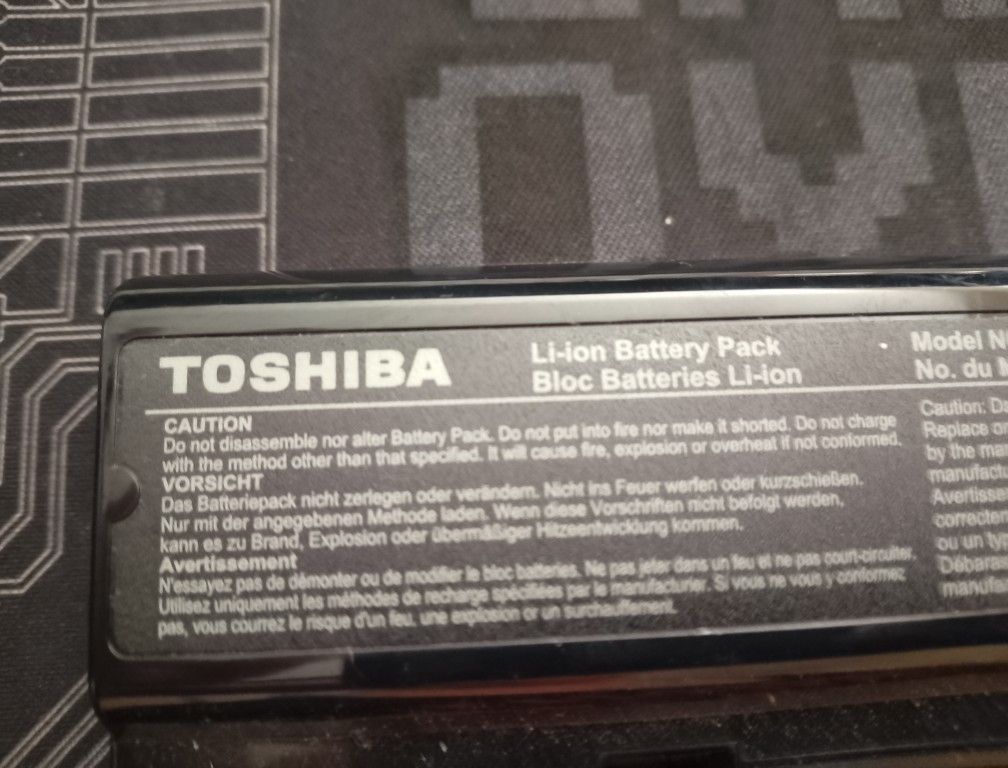 TOSHIBA
Li-ion Battery Pack
Bloc Batteries Li-ion
Model N
No. du M
CAUTION
Do not disassemble nor alter Battery Pack. Do not put into fire nor make it shorted. Do not charge
with the method other than that specified. It will cause fire, explosion or overheat if not conformed.
VORSICHT
Das Batteriepack nicht zerlegen oder verändern. Nicht ins Feuer werfen oder kurzschließen.
Nur mit der angegebenen Methode laden. Wenn diese Vorschriften nicht befolgt werden,
kann es zu Brand, Explosion oder übermäßiger Hitzeentwicklung kommen.
Avertissement
N'essayez pas de démonter ou de modifier le bloc batteries. Ne pas jeter dans un feu et ne pas court-circuiter.
Utilisez uniquement les méthodes de recharge spécifiées par le manufacturier. Si vous ne vous y conformez
pas, vous courrez le risque d'un feu, une explosion or un surchauffement.
Caution: Da
Replace on
by the ma
manufac
Avertiss
correcte
ou un ty
Débara
manufa